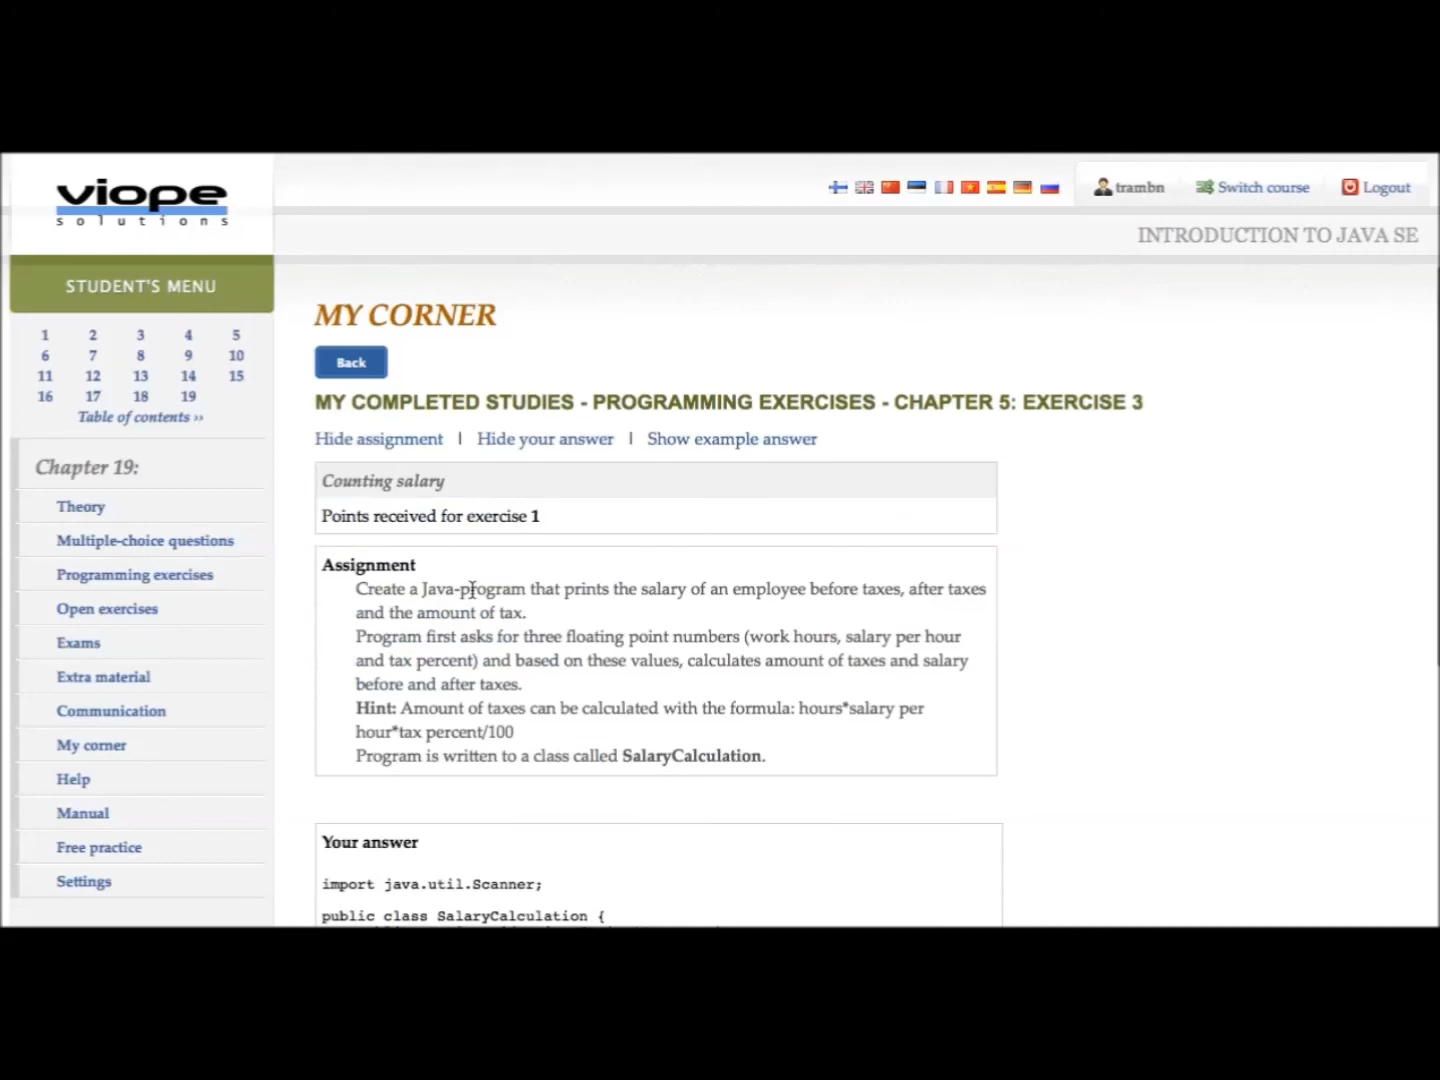 viope
solutions
trambn
Switch course
Logout
INTRODUCTION TO JAVA SE
STUDENT'S MENU
1 2 3 4 5
6 7 8 9 10
11 12 13 14 15
16 17 18 19
Table of contents ››
Chapter 19:
Theory
Multiple-choice questions
Programming exercises
Open exercises
Exams
Extra material
Communication
My corner
Help
Manual
Free practice
Settings
MY CORNER
Back
MY COMPLETED STUDIES - PROGRAMMING EXERCISES - CHAPTER 5: EXERCISE 3
Hide assignment | Hide your answer | Show example answer
Counting salary
Points received for exercise 1
Assignment
Create a Java-program that prints the salary of an employee before taxes, after taxes
and the amount of tax.
Program first asks for three floating point numbers (work hours, salary per hour
and tax percent) and based on these values, calculates amount of taxes and salary
before and after taxes.
Hint: Amount of taxes can be calculated with the formula: hours*salary per
hour*tax percent/100
Program is written to a class called SalaryCalculation.
Your answer
import java.util.Scanner;
public class SalaryCalculation {